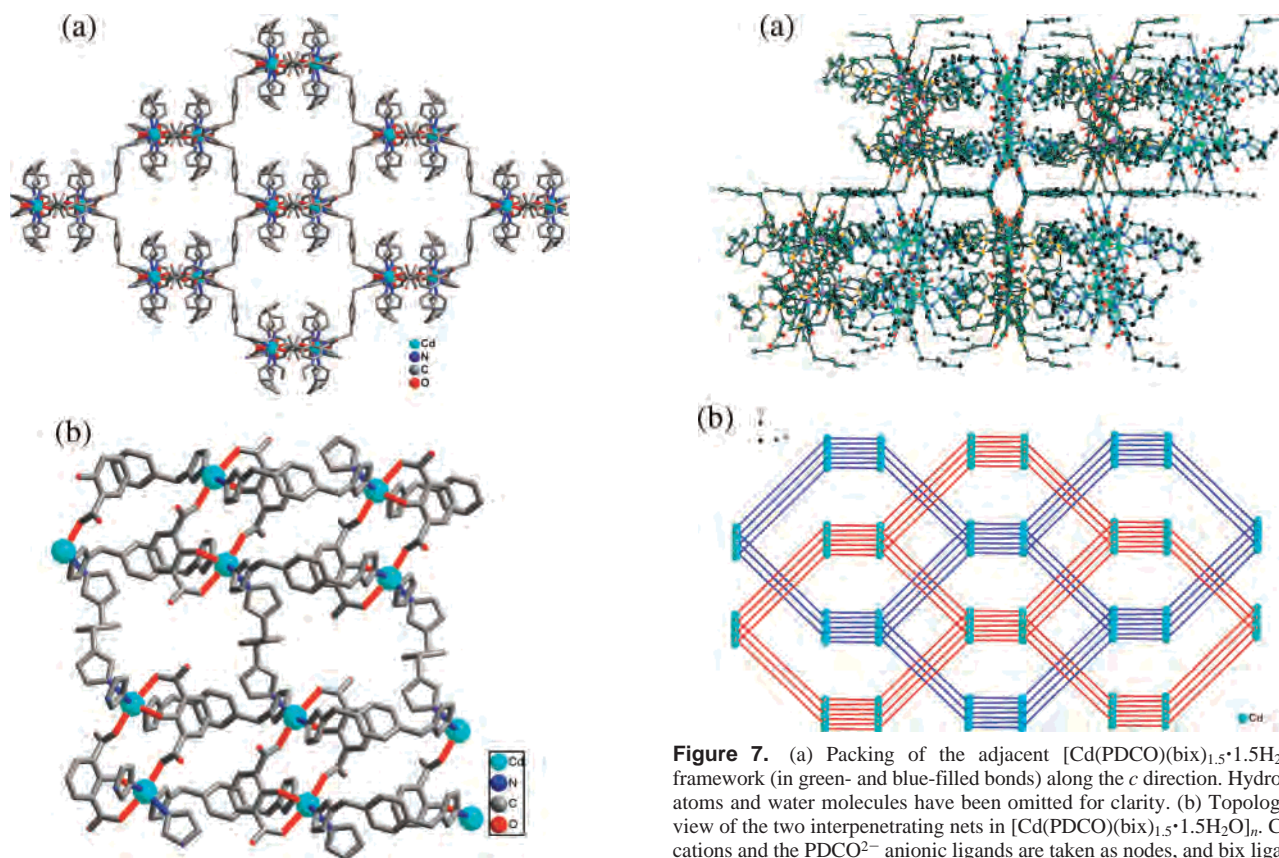 (a)
Cd
N
C
O
(b)
Cd
N
C
O
(a)
(b)
Cd
Figure 7. (a) Packing of the adjacent [Cd(PDCO)(bix)1.5·1.5H2
framework (in green- and blue-filled bonds) along the c direction. Hydro
atoms and water molecules have been omitted for clarity. (b) Topolog
view of the two interpenetrating nets in [Cd(PDCO)(bix)1.5·1.5H2O]n. C
cations and the PDCO2− anionic ligands are taken as nodes, and bix liga